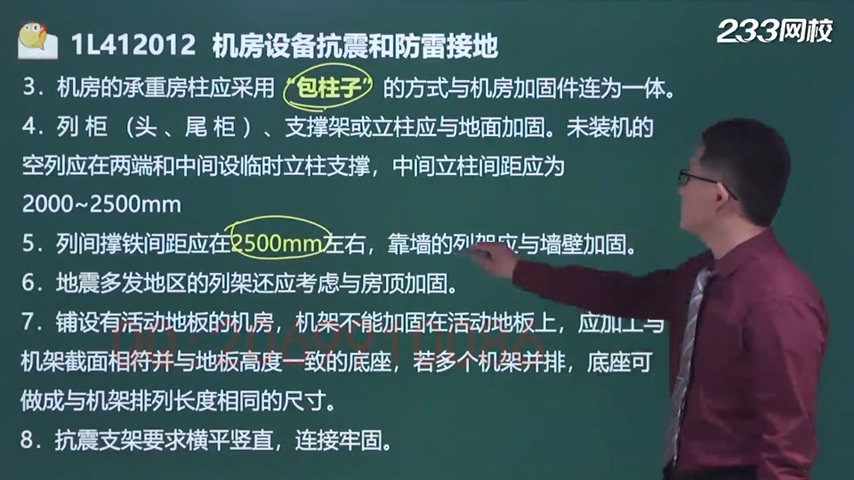 233网校
1L412012 机房设备抗震和防雷接地
3．机房的承重房柱应采用“包柱子”的方式与机房加固件连为一体。
4．列 柜 （头 、尾 柜 ）、支撑架或立柱应与地面加固。未装机的
空列应在两端和中间设临时立柱支撑，中间立柱间距应为
2000~2500mm
5．列间撑铁间距应在2500mm左右，靠墙的列架应与墙壁加固。
6．地震多发地区的列架还应考虑与房顶加固。
7．铺设有活动地板的机房，机架不能加固在活动地板上，应加工与
机架截面相符并与地板高度一致的底座，若多个机架并排，底座可
做成与机架排列长度相同的尺寸。
8．抗震支架要求横平竖直，连接牢固。